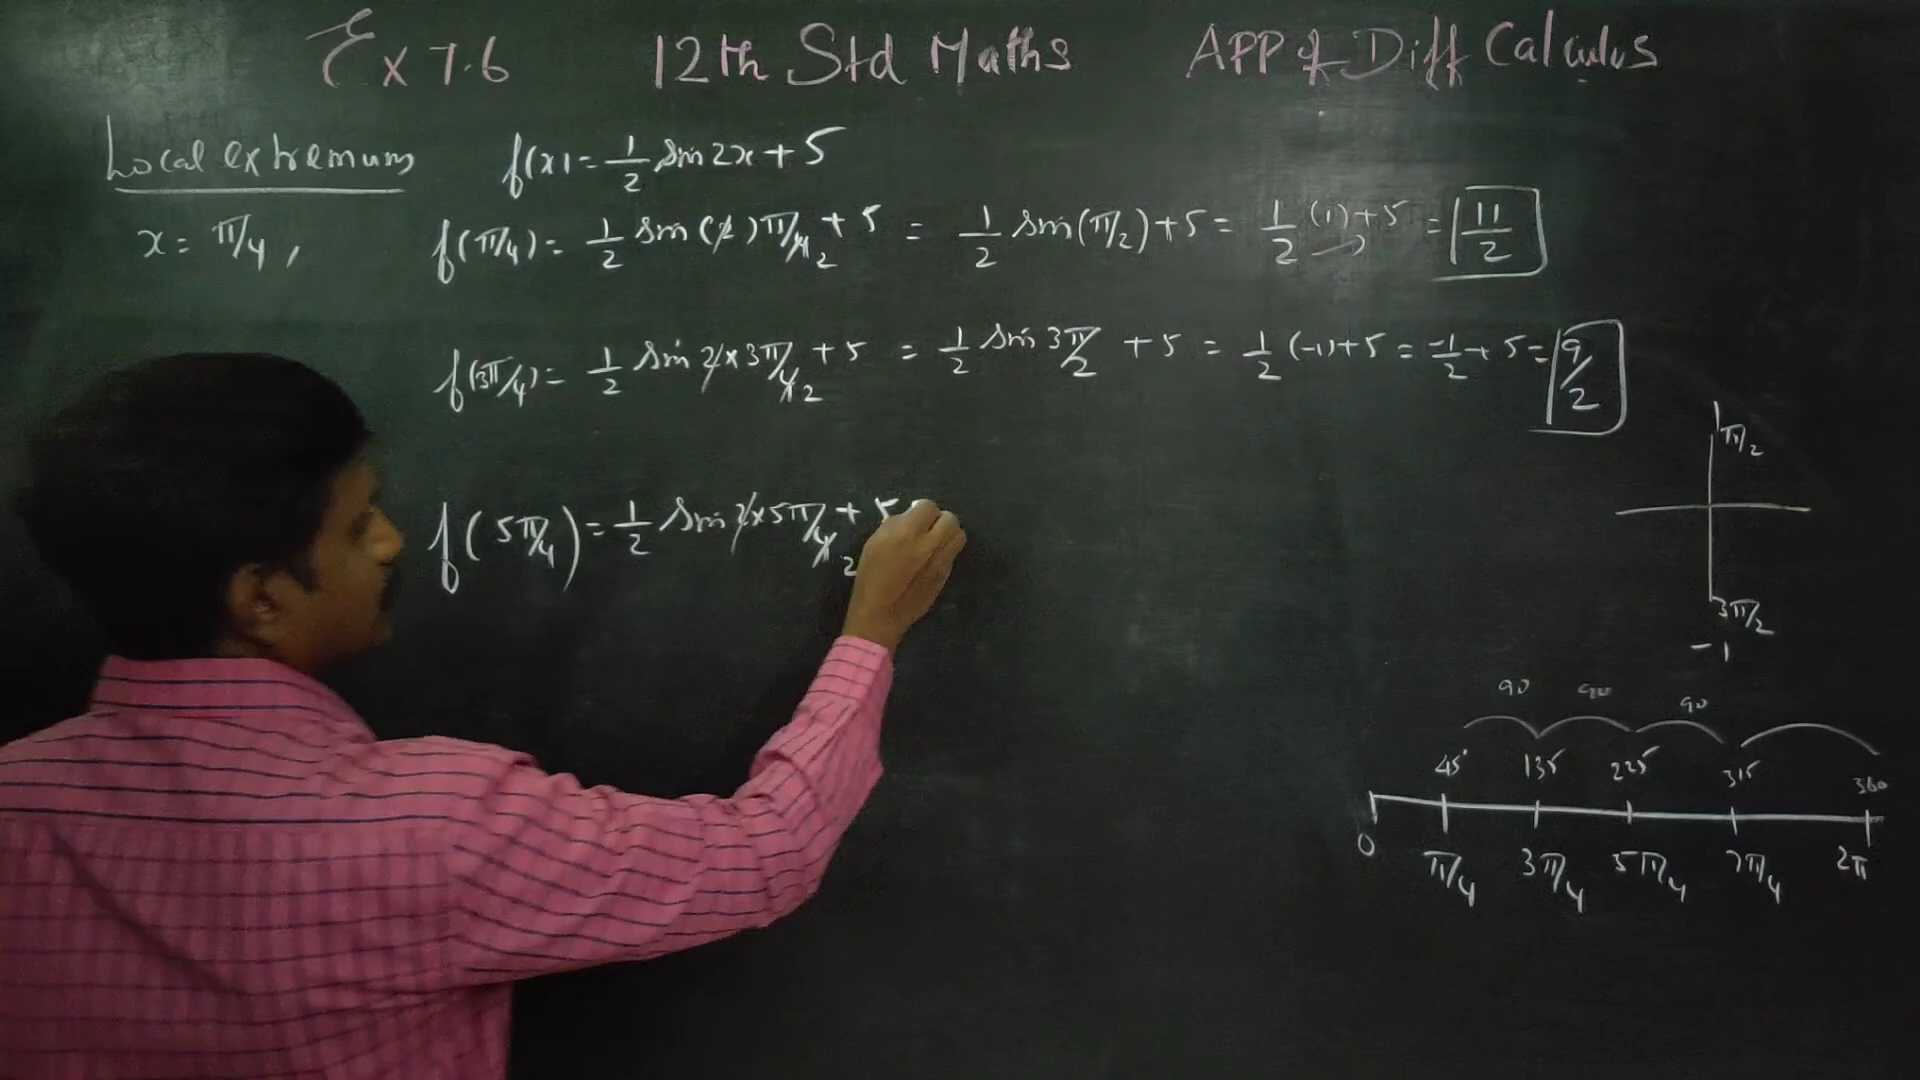 Ex 7.6 12th Std Maths APP of Diff Calculus
Local extremum f(x) = 1/2 sin 2x + 5
x = π/4, f(π/4) = 1/2 sin (2) π/4 2 + 5 = 1/2 sin(π/2) + 5 = 1/2 (1) + 5 = 11/2
f(3π/4) = 1/2 sin 2 x 3π/4 2 + 5 = 1/2 sin 3π/2 + 5 = 1/2 (-1) + 5 = -1/2 + 5 = 9/2
π/2
f(5π/4) = 1/2 sin 2 x 5π/4 2 + 5
3π/2
-1
90 90 90
45° 135 225 315 360
0 π/4 3π/4 5π/4 7π/4 2π